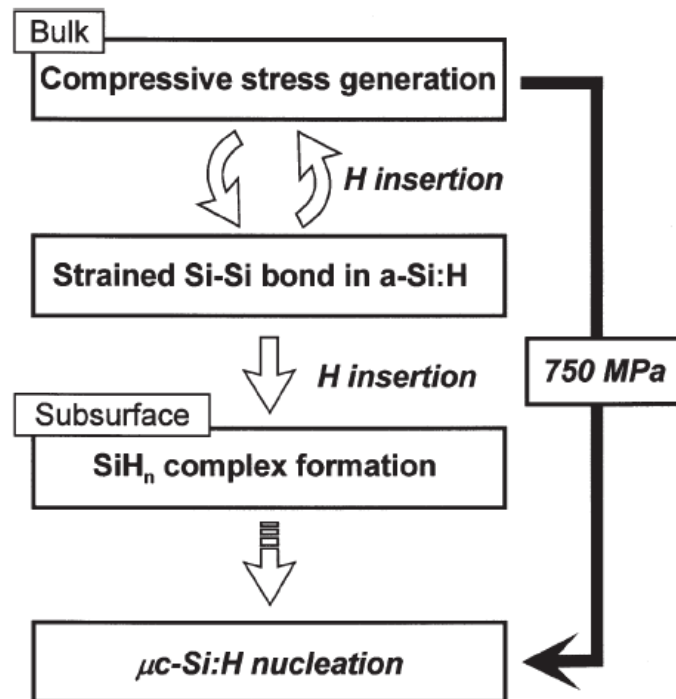 Bulk
Compressive stress generation
H insertion
Strained Si-Si bond in a-Si:H
750 MPa
H insertion
Subsurface
SiHn complex formation
μc-Si:H nucleation